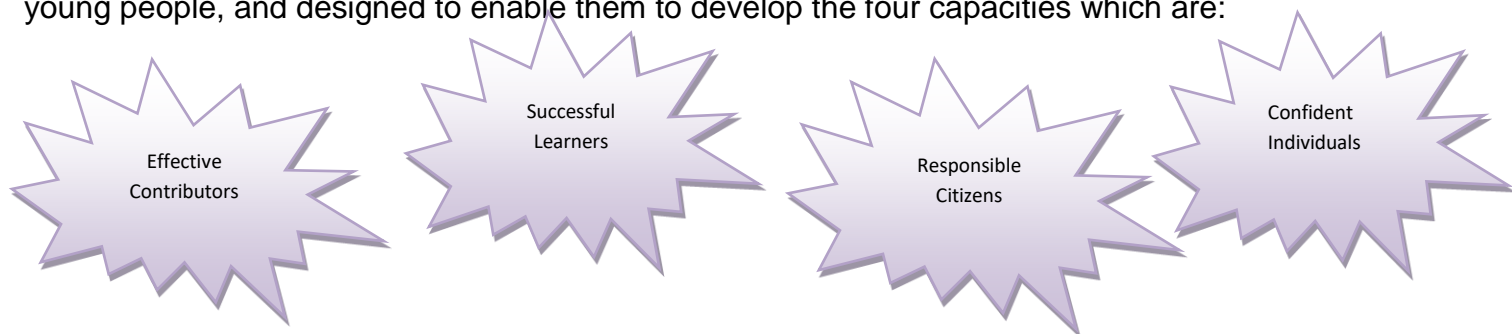 young people, and designed to enable them to develop the four capacities which are:
Effective
Contributors
Successful
Learners
Responsible
Citizens
Confident
Individuals